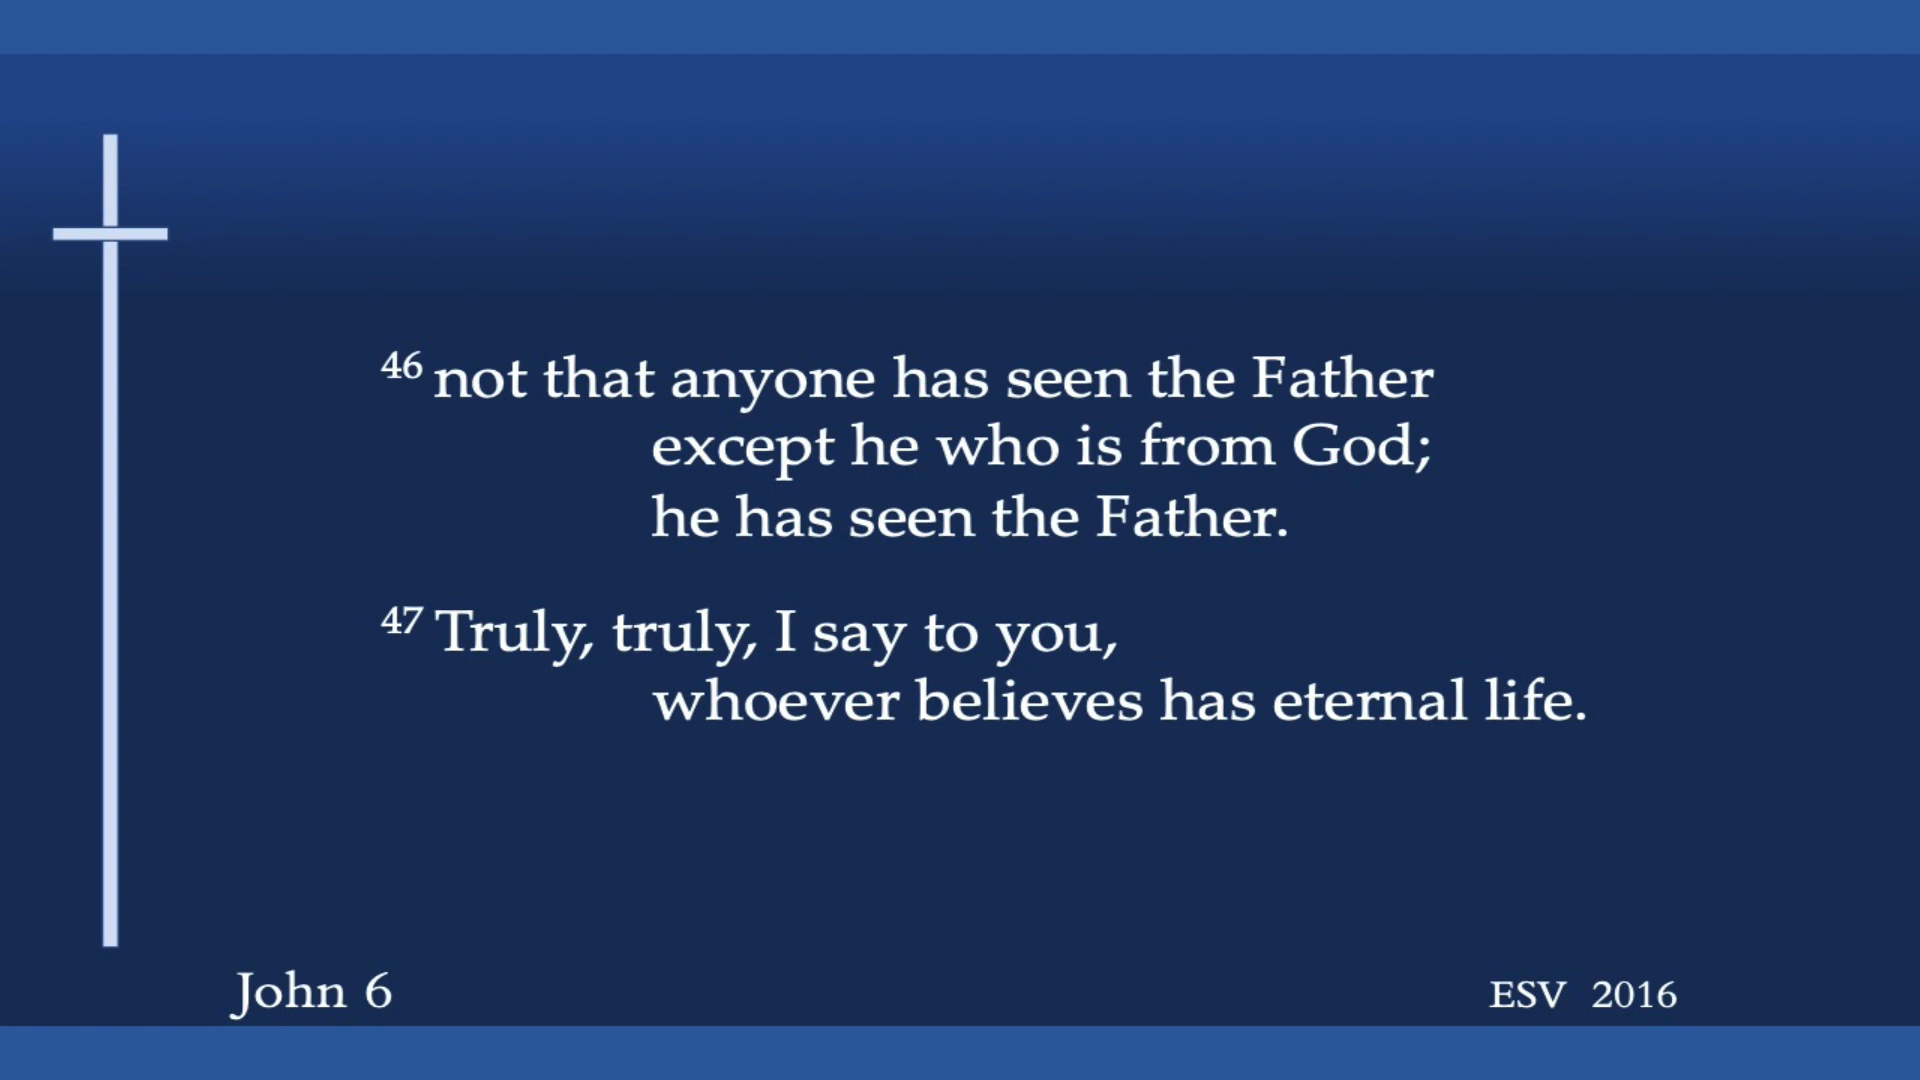 46 not that anyone has seen the Father
except he who is from God;
he has seen the Father.
47 Truly, truly, I say to you,
whoever believes has eternal life.
John 6
ESV 2016